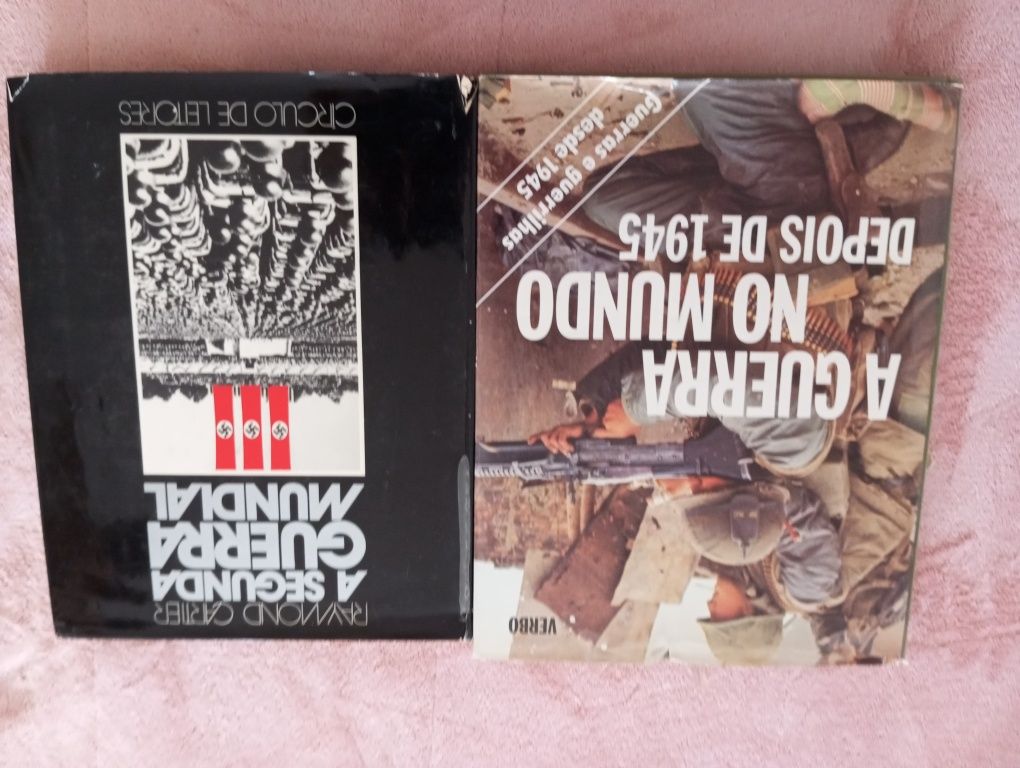 RAYMOND CARTIER
A SEGUNDA
GUERRA
MUNDIAL
CÍRCULO DE LEITORES
VERBO
A GUERRA
NO MUNDO
DEPOIS DE 1945
Guerras e guerrilhas
desde 1945